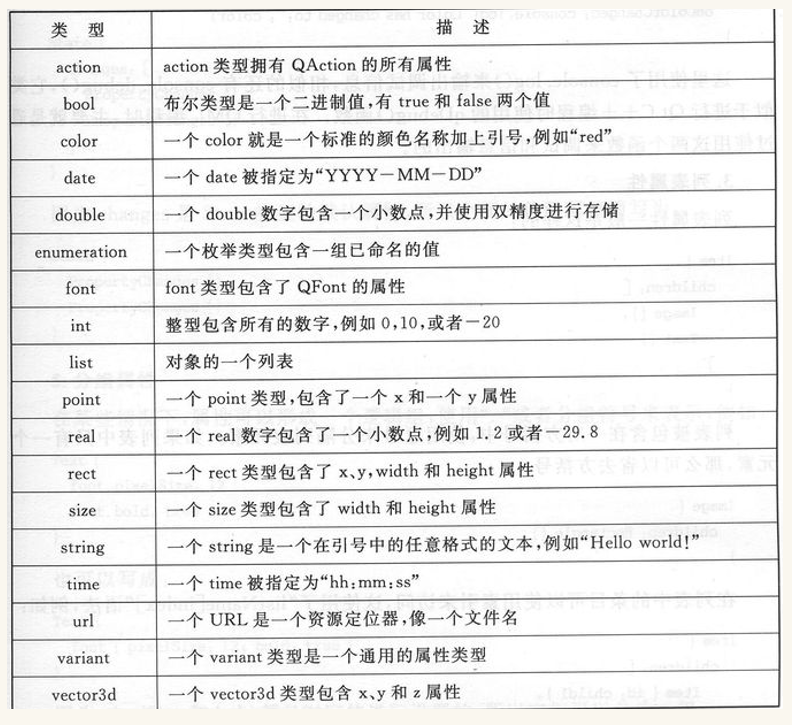 类 型 描 述
action action 类型拥有 QAction 的所有属性
bool 布尔类型是一个二进制值,有 true 和 false 两个值
color 一个 color 就是一个标准的颜色名称加上引号,例如“red”
date 一个 date 被指定为“YYYY-MM-DD”
double 一个 double 数字包含一个小数点,并使用双精度进行存储
enumeration 一个枚举类型包含一组已命名的值
font font 类型包含了 QFont 的属性
int 整型包含所有的数字,例如 0,10,或者-20
list 对象的一个列表
point 一个 point 类型,包含了一个 x 和一个 y 属性
real 一个 real 数字包含了一个小数点,例如 1.2 或者-29.8
rect 一个 rect 类型包含了 x,y,width 和 height 属性
size 一个 size 类型包含了 width 和 height 属性
string 一个 string 是一个在引号中的任意格式的文本,例如“Hello world!”
time 一个 time 被指定为“hh:mm:ss”
url 一个 URL 是一个资源定位器,像一个文件名
variant 一个 variant 类型是一个通用的属性类型
vector3d 一个 vector3d 类型包含 x、y 和 z 属性